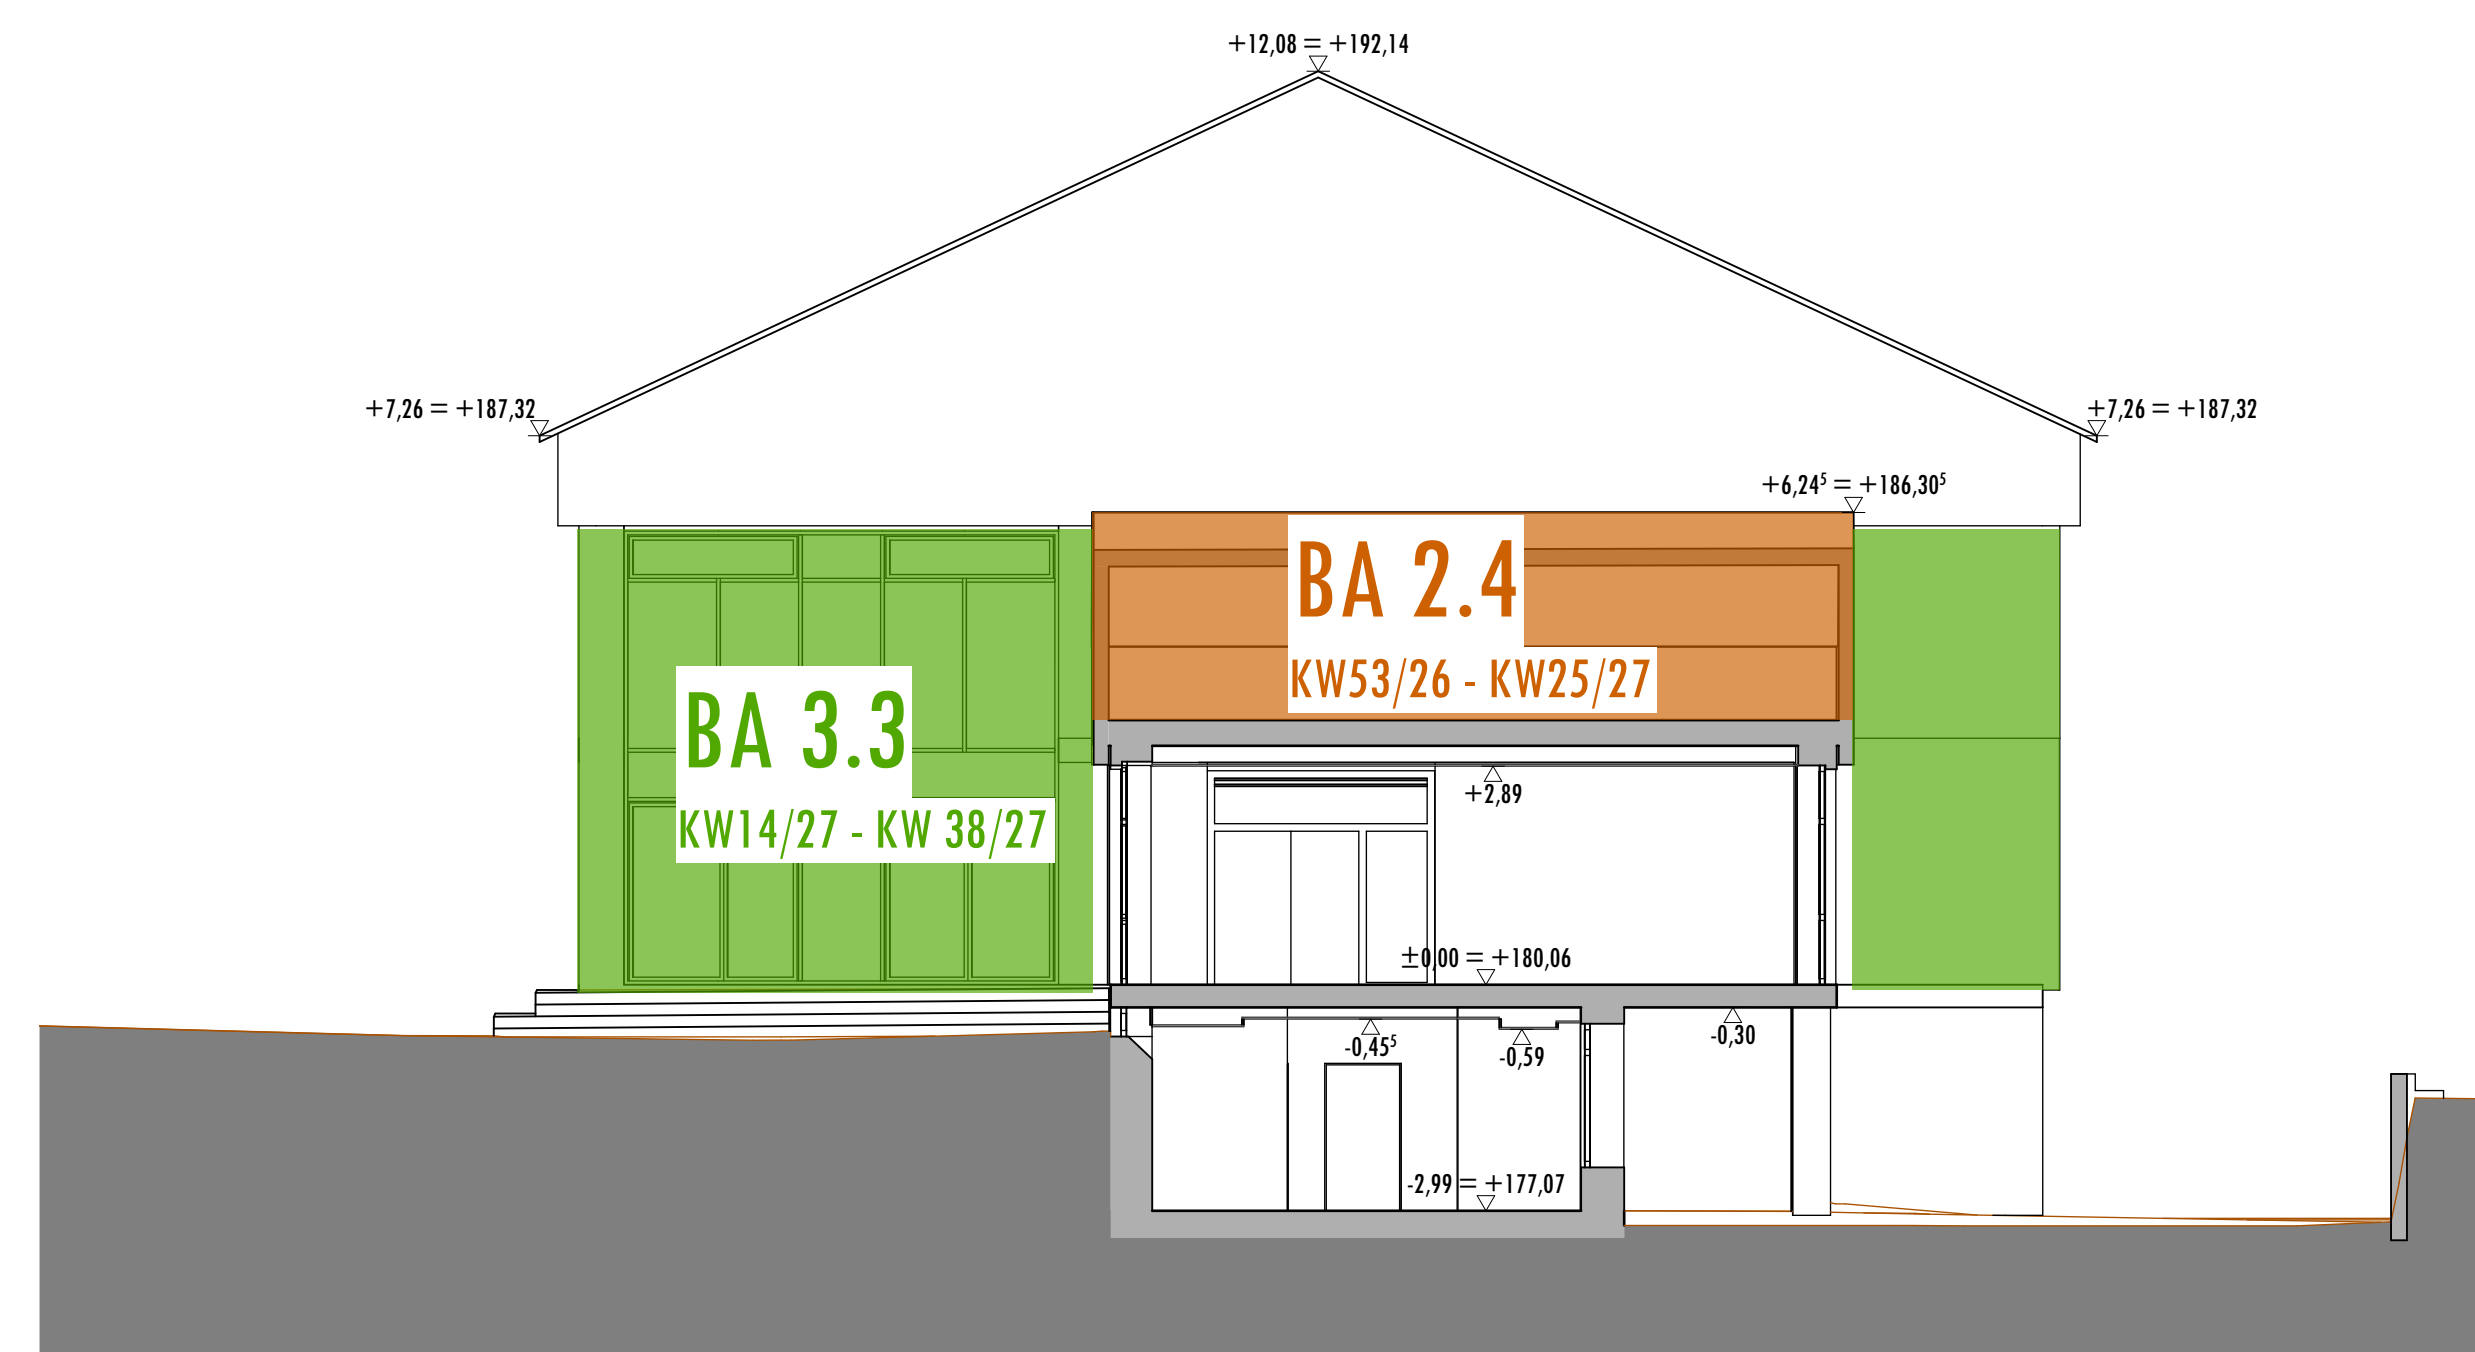 +12,08 = +192,14
+7,26 = +187,32
+7,26 = +187,32
+6,24⁵ = +186,30⁵
BA 2.4
KW53/26 - KW25/27
BA 3.3
KW14/27 - KW 38/27
+2,89
±0,00 = +180,06
-0,45⁵
-0,59
-0,30
-2,99 = +177,07